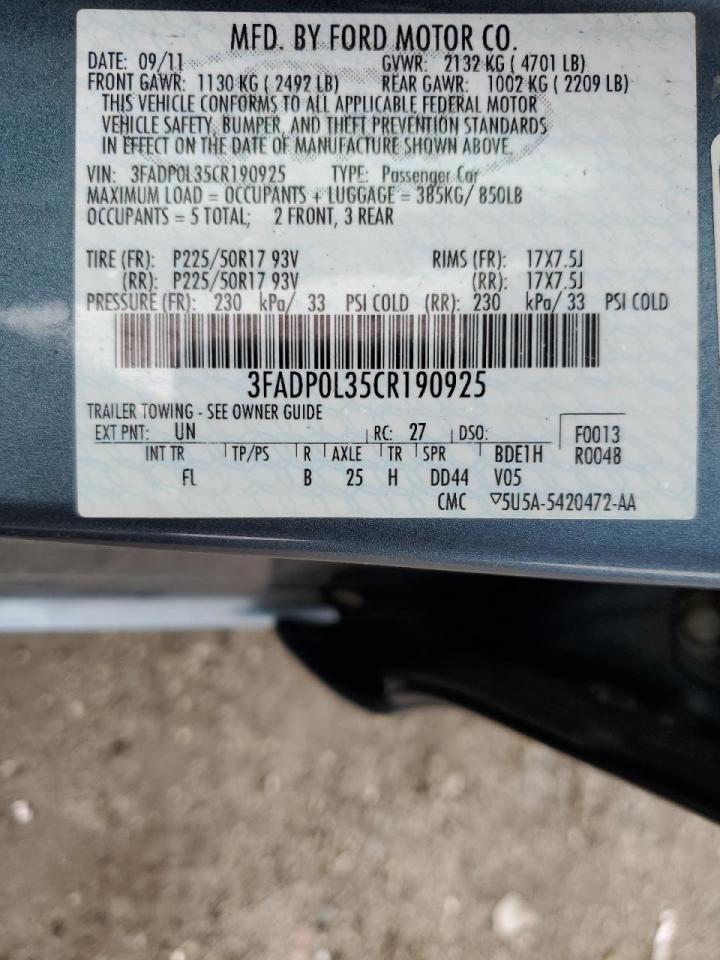 MFD. BY FORD MOTOR CO.
DATE: 09/11 GVWR: 2132 KG ( 4701 LB)
FRONT GAWR: 1130 KG ( 2492 LB) REAR GAWR: 1002 KG ( 2209 LB)
THIS VEHICLE CONFORMS TO ALL APPLICABLE FEDERAL MOTOR
VEHICLE SAFETY, BUMPER, AND THEFT PREVENTION STANDARDS
IN EFFECT ON THE DATE OF MANUFACTURE SHOWN ABOVE.
VIN: 3FADP0L35CR190925 TYPE: Passenger Car
MAXIMUM LOAD = OCCUPANTS + LUGGAGE = 385KG/ 850LB
OCCUPANTS = 5 TOTAL; 2 FRONT, 3 REAR
TIRE (FR): P225/50R17 93V RIMS (FR): 17X7.5J
(RR): P225/50R17 93V (RR): 17X7.5J
PRESSURE (FR): 230 kPa/ 33 PSI COLD (RR): 230 kPa/ 33 PSI COLD
3FADP0L35CR190925
TRAILER TOWING - SEE OWNER GUIDE
EXT PNT: UN RC: 27 DSO: F0013
INT TR TP/PS R AXLE TR SPR BDE1H R0048
FL B 25 H DD44 V05
CMC ▽5U5A-5420472-AA